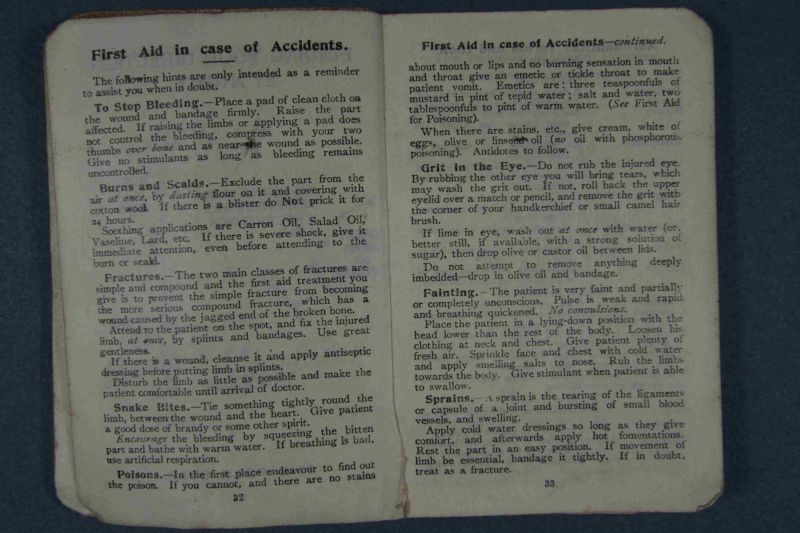 First Aid in case of Accidents.
The following hints are only intended as a reminder
to assist you when in doubt.
To Stop Bleeding.—Place a pad of clean cloth on
the wound and bandage firmly. Raise the part
affected. If raising the limbs or applying a pad does
not control the bleeding, compress with your two
thumbs over bone and as near the wound as possible.
Give no stimulants as long as bleeding remains
uncontrolled.
Burns and Scalds.—Exclude the part from the
air at once, by dusting flour on it and covering with
cotton wool. If there is a blister do Not prick it for
24 hours.
Soothing applications are Carron Oil, Salad Oil,
Vaseline, Lard, etc. If there is severe shock, give it
immediate attention, even before attending to the
burn or scald.
Fractures.—The two main classes of fractures are
simple and compound and the first aid treatment you
give is to prevent the simple fracture from becoming
the more serious compound fracture, which has a
wound caused by the jagged end of the broken bone.
Attend to the patient on the spot, and fix the injured
limb, at once, by splints and bandages. Use great
gentleness.
If there is a wound, cleanse it and apply antiseptic
dressing before putting limb in splints.
Disturb the limb as little as possible and make the
patient comfortable until arrival of doctor.
Snake Bites.—Tie something tightly round the
limb, between the wound and the heart. Give patient
a good dose of brandy or some other spirit.
Encourage the bleeding by squeezing the bitten
part and bathe with warm water. If breathing is bad,
use artificial respiration.
Poisons.—In the first place endeavour to find out
the poison. If you cannot, and there are no stains
32
First Aid in case of Accidents—continued.
about mouth or lips and no burning sensation in mouth
and throat give an emetic or tickle throat to make
patient vomit. Emetics are: three teaspoonfuls of
mustard in pint of tepid water; salt and water, two
tablespoonfuls to pint of warm water. (See First Aid
for Poisoning).
When there are stains, etc., give cream, white of
eggs, olive or linseed oil (no oil with phosphorous
poisoning). Antidotes to follow.
Grit in the Eye.—Do not rub the injured eye.
By rubbing the other eye you will bring tears, which
may wash the grit out. If not, roll back the upper
eyelid over a match or pencil, and remove the grit with
the corner of your handkerchief or small camel hair
brush.
If lime in eye, wash out at once with water (or,
better still, if available, with a strong solution of
sugar), then drop olive or castor oil between lids.
Do not attempt to remove anything deeply
imbedded—drop in olive oil and bandage.
Fainting.—The patient is very faint and partially
or completely unconscious. Pulse is weak and rapid
and breathing quickened. No convulsions.
Place the patient in a lying-down position with the
head lower than the rest of the body. Loosen his
clothing at neck and chest. Give patient plenty of
fresh air. Sprinkle face and chest with cold water
and apply smelling salts to nose. Rub the limbs
towards the body. Give stimulant when patient is able
to swallow.
Sprains.—A sprain is the tearing of the ligaments
or capsule of a joint and bursting of small blood
vessels, and swelling.
Apply cold water dressings so long as they give
comfort, and afterwards apply hot fomentations.
Rest the part in an easy position. If movement of
limb be essential, bandage it tightly. If in doubt,
treat as a fracture.
33